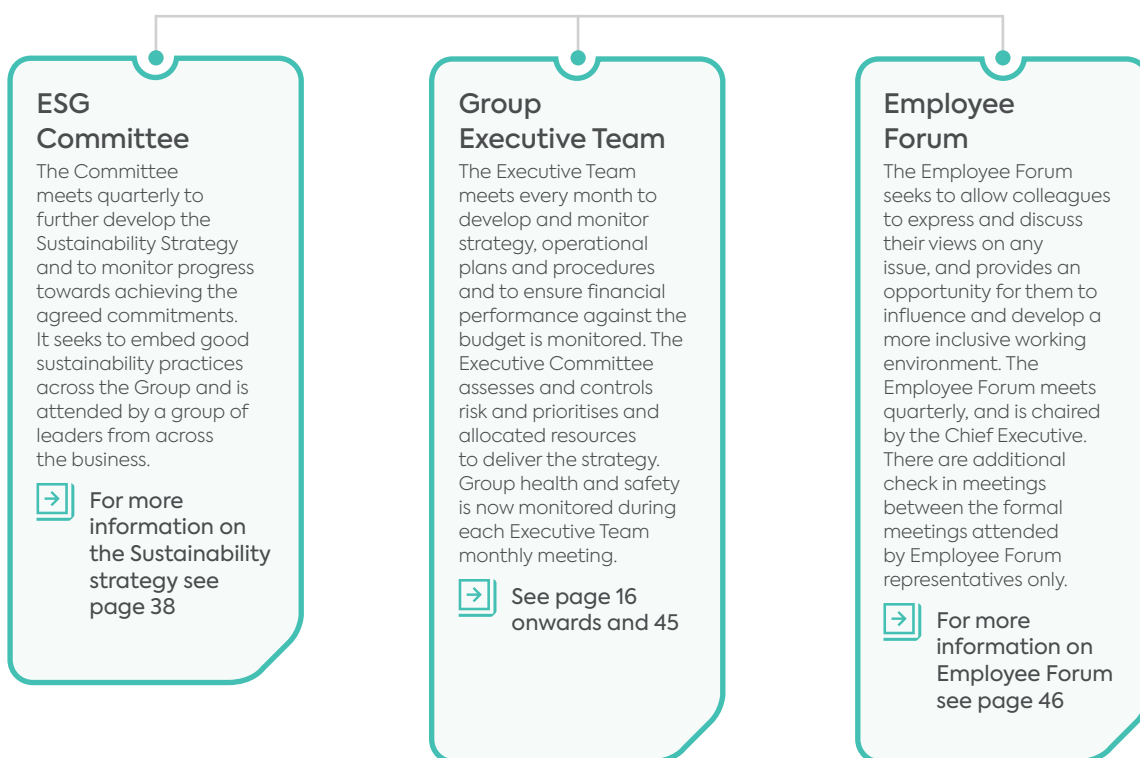 ESG
Committee
The Committee
meets quarterly to
further develop the
Sustainability Strategy
and to monitor progress
towards achieving the
agreed commitments.
It seeks to embed good
sustainability practices
across the Group and is
attended by a group of
leaders from across
the business.
For more
information on
the Sustainability
strategy see
page 38
Group
Executive Team
The Executive Team
meets every month to
develop and monitor
strategy, operational
plans and procedures
and to ensure financial
performance against the
budget is monitored. The
Executive Committee
assesses and controls
risk and prioritises and
allocated resources
to deliver the strategy.
Group health and safety
is now monitored during
each Executive Team
monthly meeting.
See page 16
onwards and 45
Employee
Forum
The Employee Forum
seeks to allow colleagues
to express and discuss
their views on any
issue, and provides an
opportunity for them to
influence and develop a
more inclusive working
environment. The
Employee Forum meets
quarterly, and is chaired
by the Chief Executive.
There are additional
check in meetings
between the formal
meetings attended
by Employee Forum
representatives only.
For more
information on
Employee Forum
see page 46